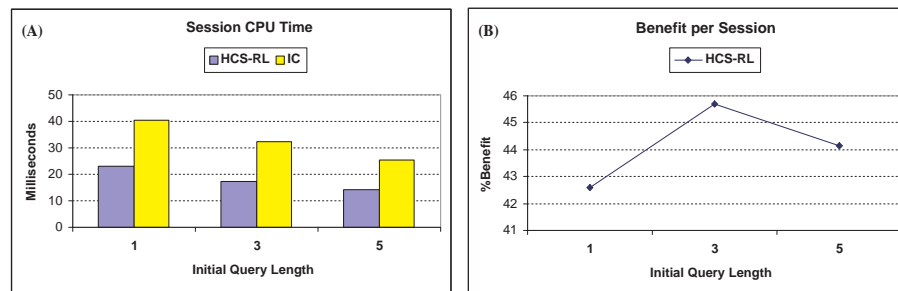 (A)
Session CPU Time
HCS-RL IC
50
40
30
20
10
0
Milliseconds
1 3 5
Initial Query Length
(B)
Benefit per Session
HCS-RL
46
45
44
43
42
41
%Benefit
1 3 5
Initial Query Length